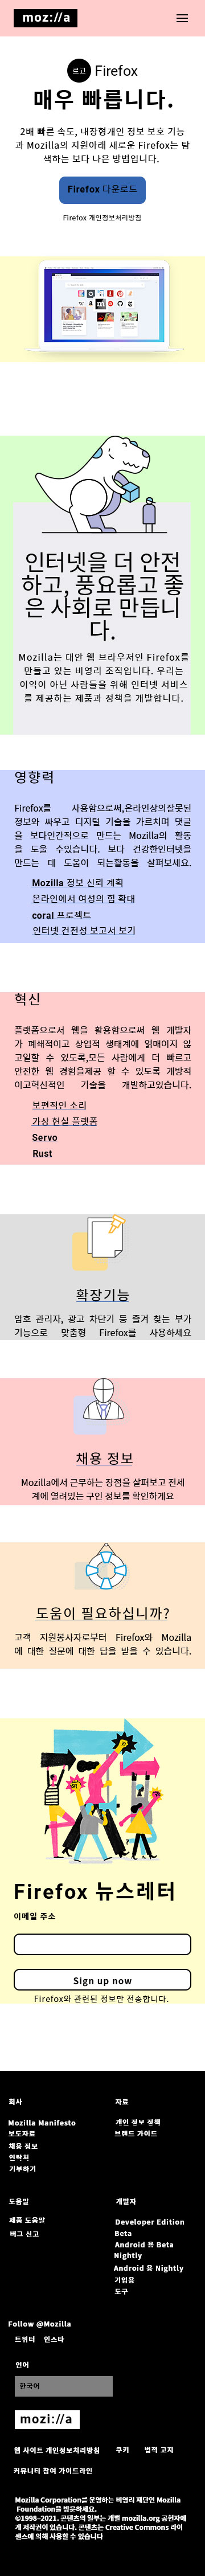 moz://a
로고 Firefox
매우 빠릅니다.
2배 빠른 속도, 내장형개인 정보 보호 기능
과 Mozilla의 지원아래 새로운 Firefox는 탐
색하는 보다 나은 방법입니다.
Firefox 다운로드
Firefox 개인정보처리방침
인터넷을 더 안전
하고, 풍요롭고 좋
은 사회로 만듭니
다.
Mozilla는 대안 웹 브라우저인 Firefox를
만들고 있는 비영리 조직입니다. 우리는
이익이 아닌 사람들을 위해 인터넷 서비스
를 제공하는 제품과 정책을 개발합니다.
영향력
Firefox를 사용함으로써,온라인상의잘못된
정보와 싸우고 디지털 기술을 가르치며 댓글
을 보다인간적으로 만드는 Mozilla의 활동
을 도울 수있습니다. 보다 건강한인터넷을
만드는 데 도움이 되는활동을 살펴보세요.
Mozilla 정보 신뢰 계획
온라인에서 여성의 힘 확대
coral 프로젝트
인터넷 건전성 보고서 보기
혁신
플랫폼으로서 웹을 활용함으로써 웹 개발자
가 폐쇄적이고 상업적 생태계에 얽매이지 않
고일할 수 있도록,모든 사람에게 더 빠르고
안전한 웹 경험을제공 할 수 있도록 개방적
이고혁신적인 기술을 개발하고있습니다.
보편적인 소리
가상 현실 플랫폼
Servo
Rust
확장기능
암호 관리자, 광고 차단기 등 즐겨 찾는 부가
기능으로 맞춤형 Firefox를 사용하세요
채용 정보
Mozilla에서 근무하는 장점을 살펴보고 전세
계에 열려있는 구인 정보를 확인하게요
도움이 필요하십니까?
고객 지원봉사자로부터 Firefox와 Mozilla
에 대한 질문에 대한 답을 받을 수 있습니다.
Firefox 뉴스레터
이메일 주소
Sign up now
Firefox와 관련된 정보만 전송합니다.
회사 자료
Mozilla Manifesto 개인 정보 정책
보도자료 브랜드 가이드
채용 정보
연락처
기부하기
도움말 개발자
제품 도움말 Developer Edition
버그 신고 Beta
Android 용 Beta
Nightly
Android 용 Nightly
기업용
도구
Follow @Mozilla
트위터 인스타
언어
한국어
mozi://a
웹 사이트 개인정보처리방침 쿠키 법적 고지
커뮤니티 참여 가이드라인
Mozilla Corporation을 운영하는 비영리 재단인 Mozilla
Foundation을 방문하세요.
©1998–2021. 콘텐츠의 일부는 개별 mozilla.org 공헌자에
게 저작권이 있습니다. 콘텐츠는 Creative Commons 라이
센스에 의해 사용할 수 있습니다